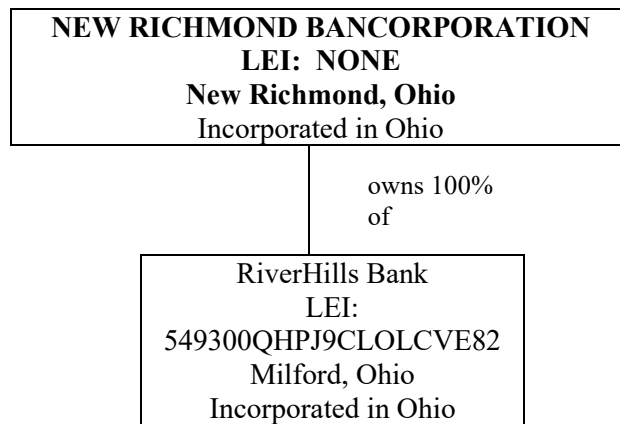 NEW RICHMOND BANCORPORATION
LEI: NONE
New Richmond, Ohio
Incorporated in Ohio
owns 100%
of
RiverHills Bank
LEI:
549300QHPJ9CLOLCVE82
Milford, Ohio
Incorporated in Ohio